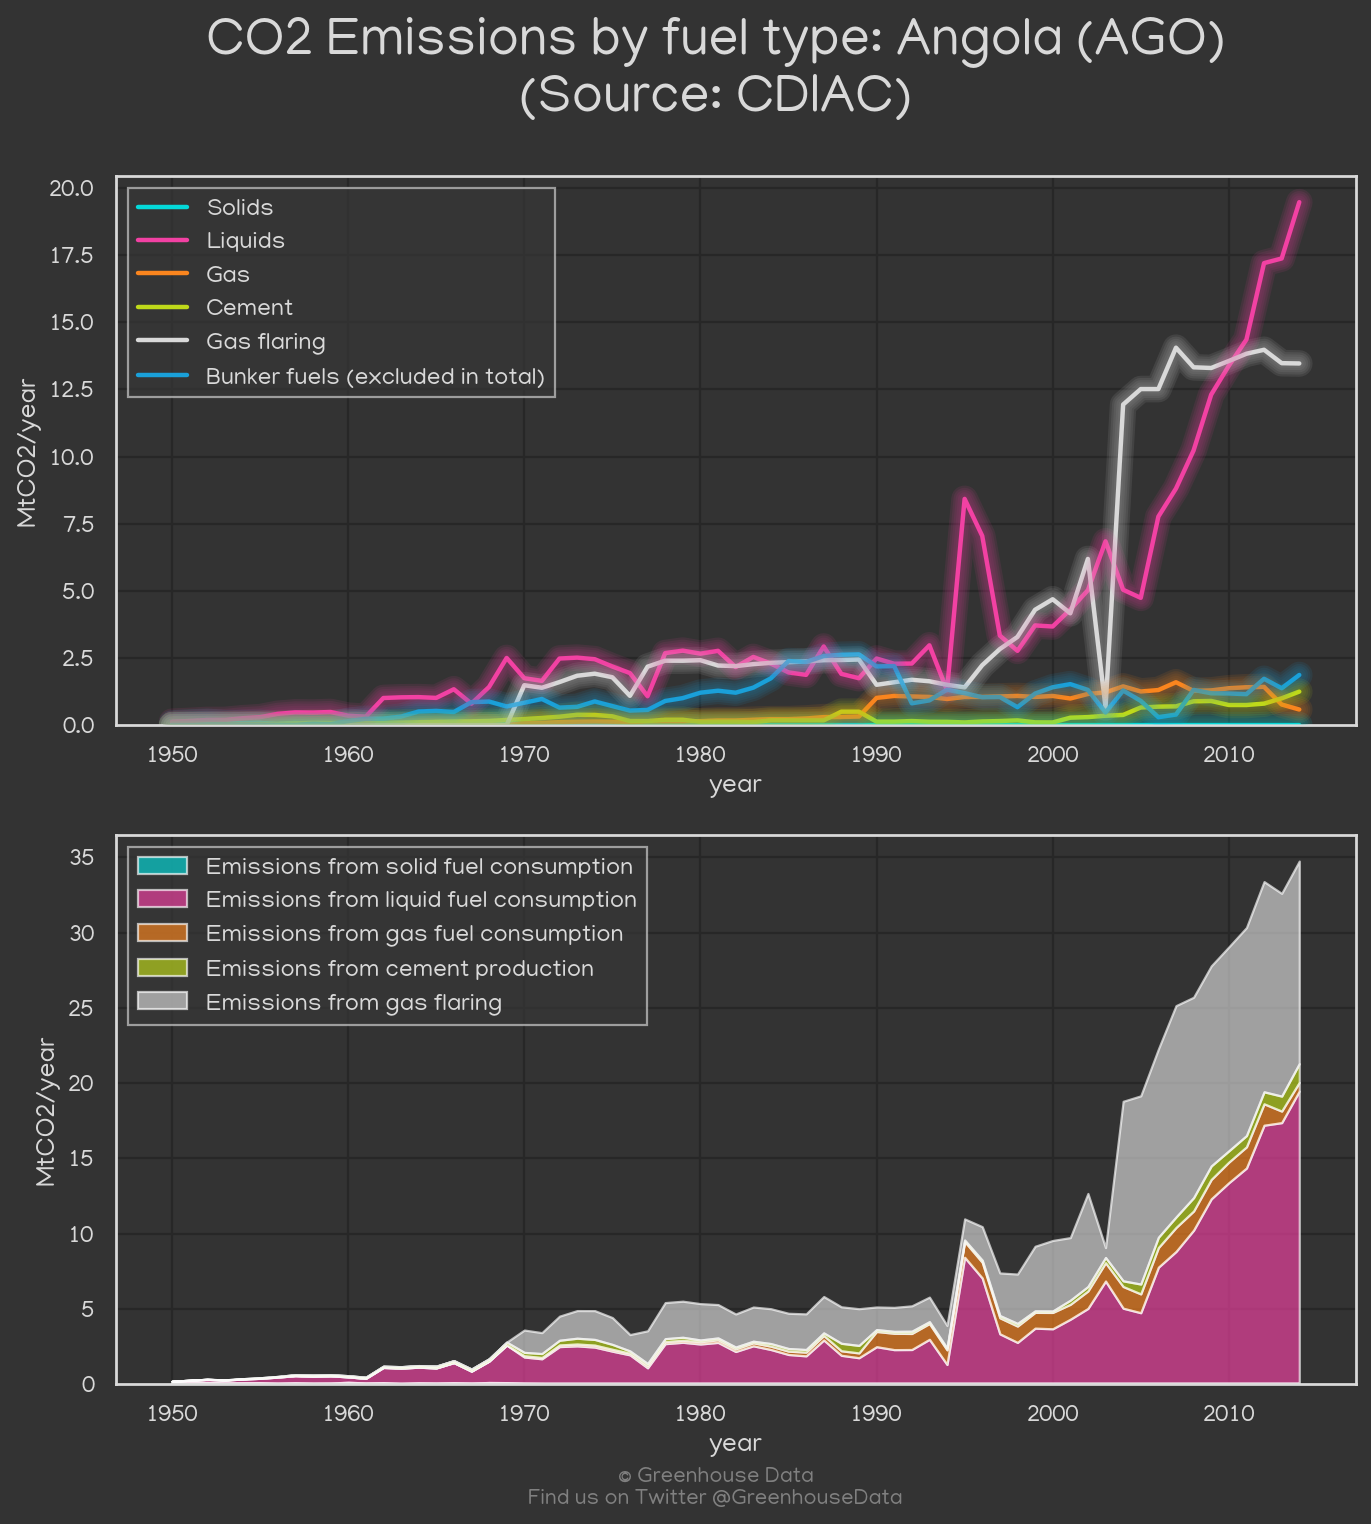 CO2 Emissions by fuel type: Angola (AGO)
(Source: CDIAC)
20.0
17.5
15.0
12.5
10.0
7.5
5.0
2.5
0.0
MtCO2/year
Solids
Liquids
Gas
Cement
Gas flaring
Bunker fuels (excluded in total)
1950 1960 1970 1980 1990 2000 2010
year
35
30
25
20
15
10
5
0
MtCO2/year
Emissions from solid fuel consumption
Emissions from liquid fuel consumption
Emissions from gas fuel consumption
Emissions from cement production
Emissions from gas flaring
1950 1960 1970 1980 1990 2000 2010
year
© Greenhouse Data
Find us on Twitter @GreenhouseData